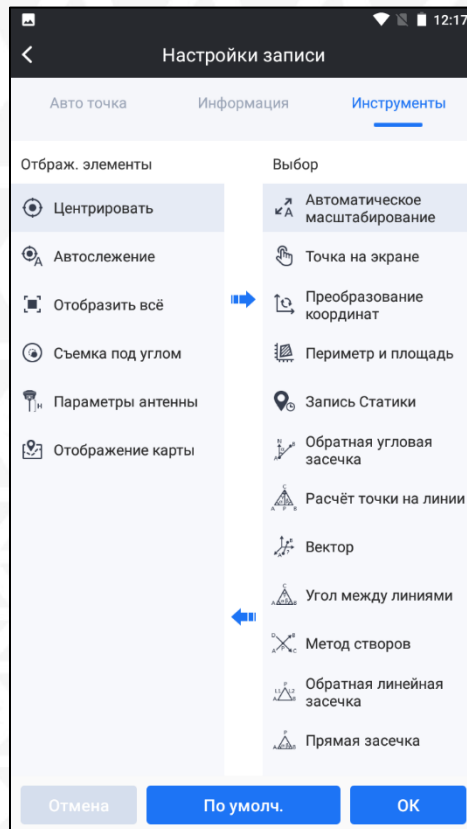 12:17
Настройки записи
Авто точка
Информация
Инструменты
Отбраж. элементы
Центрировать
Автослежение
Отобразить всё
Съемка под углом
Параметры антенны
Отображение карты
Выбор
Автоматическое
масштабирование
Точка на экране
Преобразование
координат
Периметр и площадь
Запись Статики
Обратная угловая
засечка
Расчёт точки на линии
Вектор
Угол между линиями
Метод створов
Обратная линейная
засечка
Прямая засечка
Отмена
По умолч.
ОК